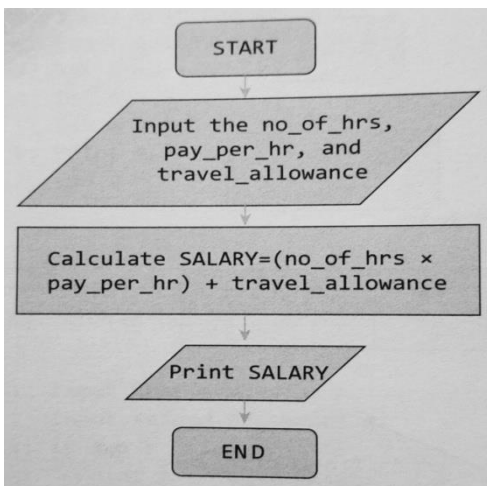 START
Input the no_of_hrs,
pay_per_hr, and
travel_allowance
Calculate SALARY=(no_of_hrs ×
pay_per_hr) + travel_allowance
Print SALARY
END